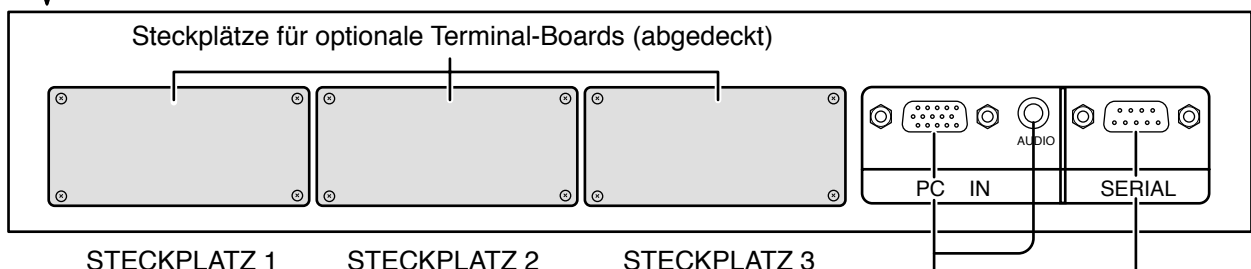 Steckplätze für optionale Terminal-Boards (abgedeckt)
AUDIO
PC IN
SERIAL
STECKPLATZ 1
STECKPLATZ 2
STECKPLATZ 3